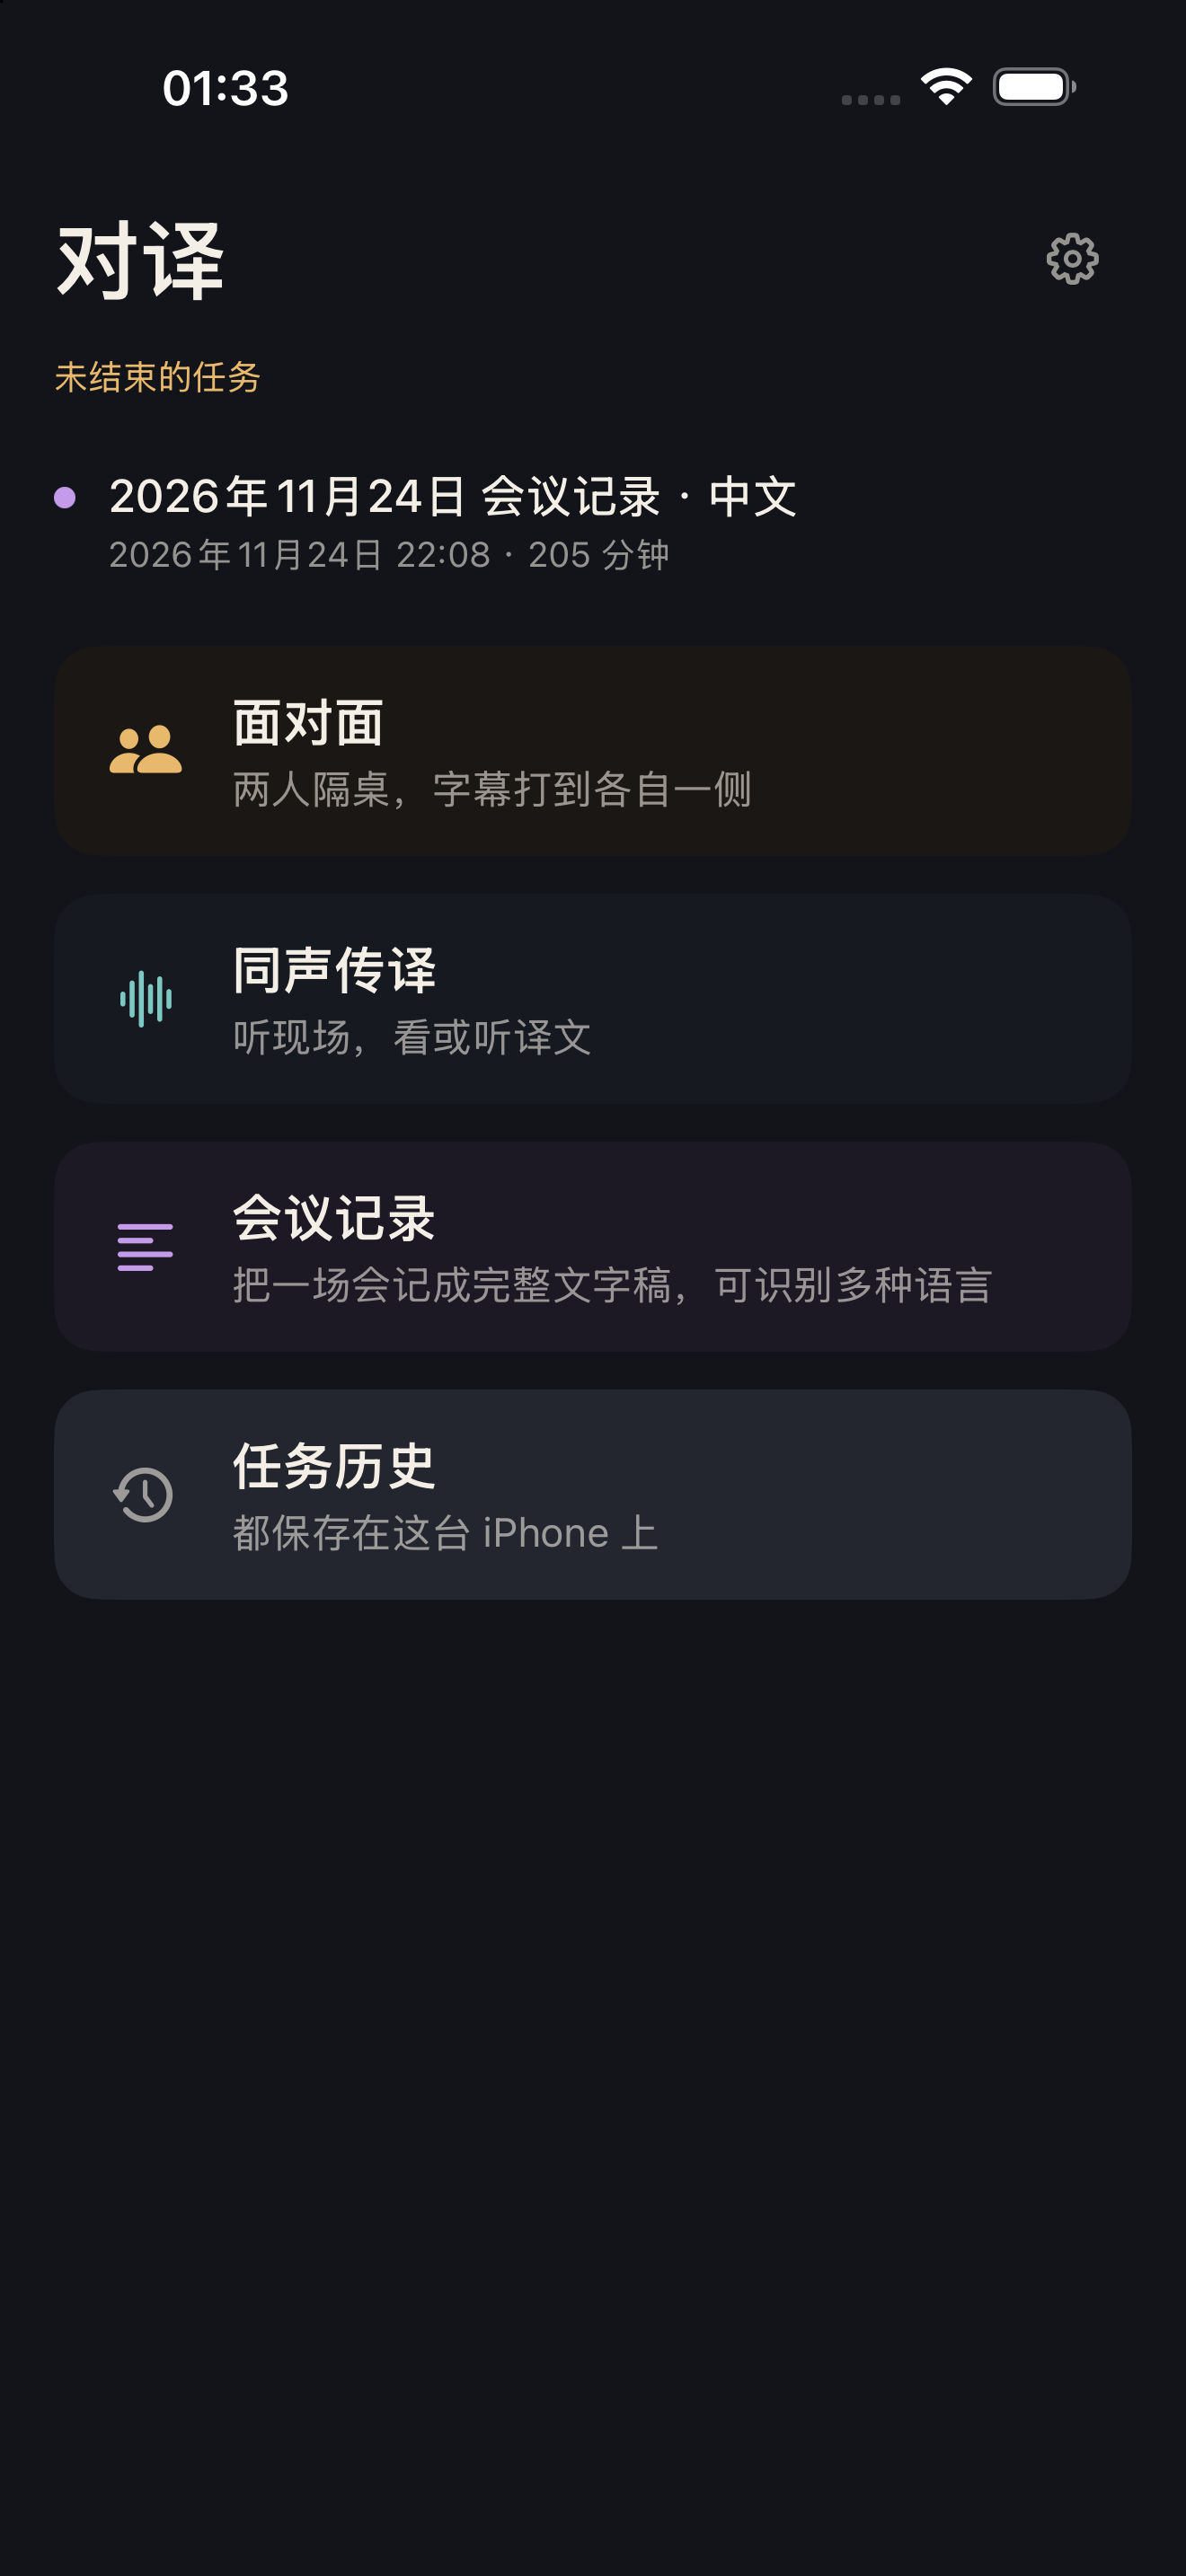 01:33
对译
未结束的任务
2026年11月24日 会议记录 · 中文
2026年11月24日 22:08 · 205 分钟
面对面
两人隔桌，字幕打到各自一侧
同声传译
听现场，看或听译文
会议记录
把一场会记成完整文字稿，可识别多种语言
任务历史
都保存在这台 iPhone 上